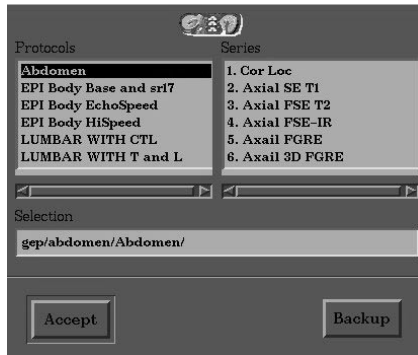 Protocols
Abdomen
EPI Body Base and sr17
EPI Body EchoSpeed
EPI Body HiSpeed
LUMBAR WITH CTL
LUMBAR WITH T and L
Series
1. Cor Loc
2. Axial SE T1
3. Axial FSE T2
4. Axial FSE-IR
5. Axail FGRE
6. Axail 3D FGRE
Selection
gep/abdomen/Abdomen/
Accept
Backup